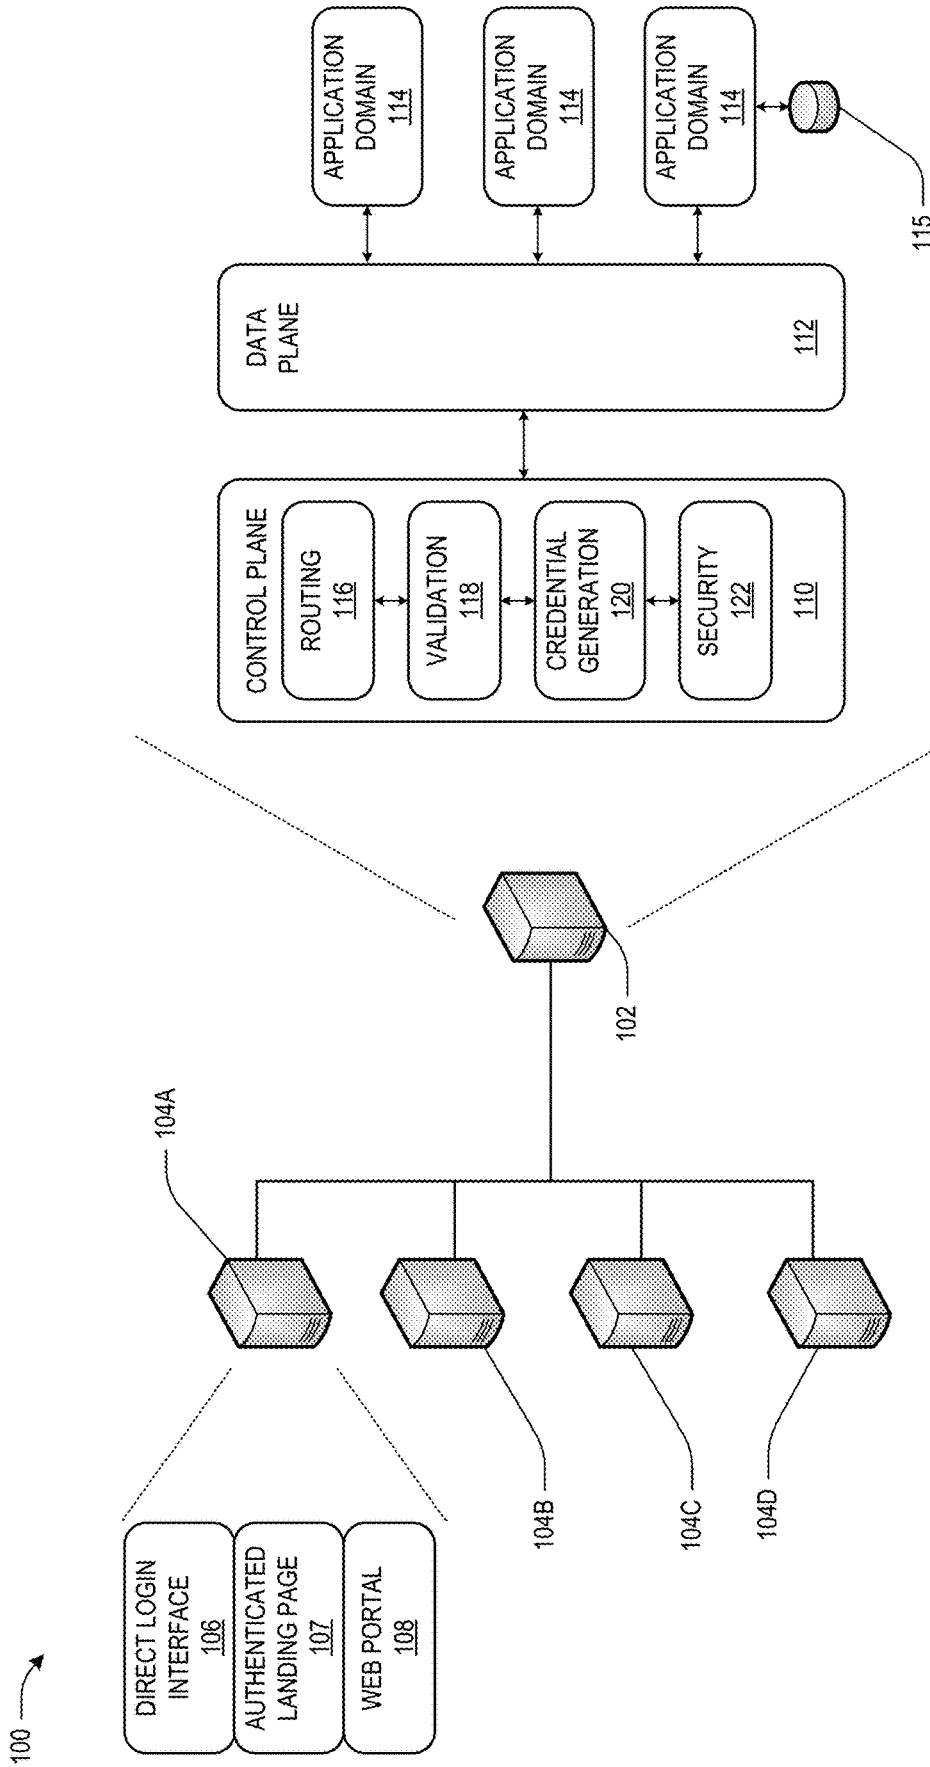 100
DIRECT LOGIN
INTERFACE
106
AUTHENTICATED
LANDING PAGE
107
WEB PORTAL
108
104A
104B
104C
104D
102
CONTROL PLANE
ROUTING
116
VALIDATION
118
CREDENTIAL
GENERATION
120
SECURITY
122
110
DATA
PLANE
112
APPLICATION
DOMAIN
114
APPLICATION
DOMAIN
114
APPLICATION
DOMAIN
114
115